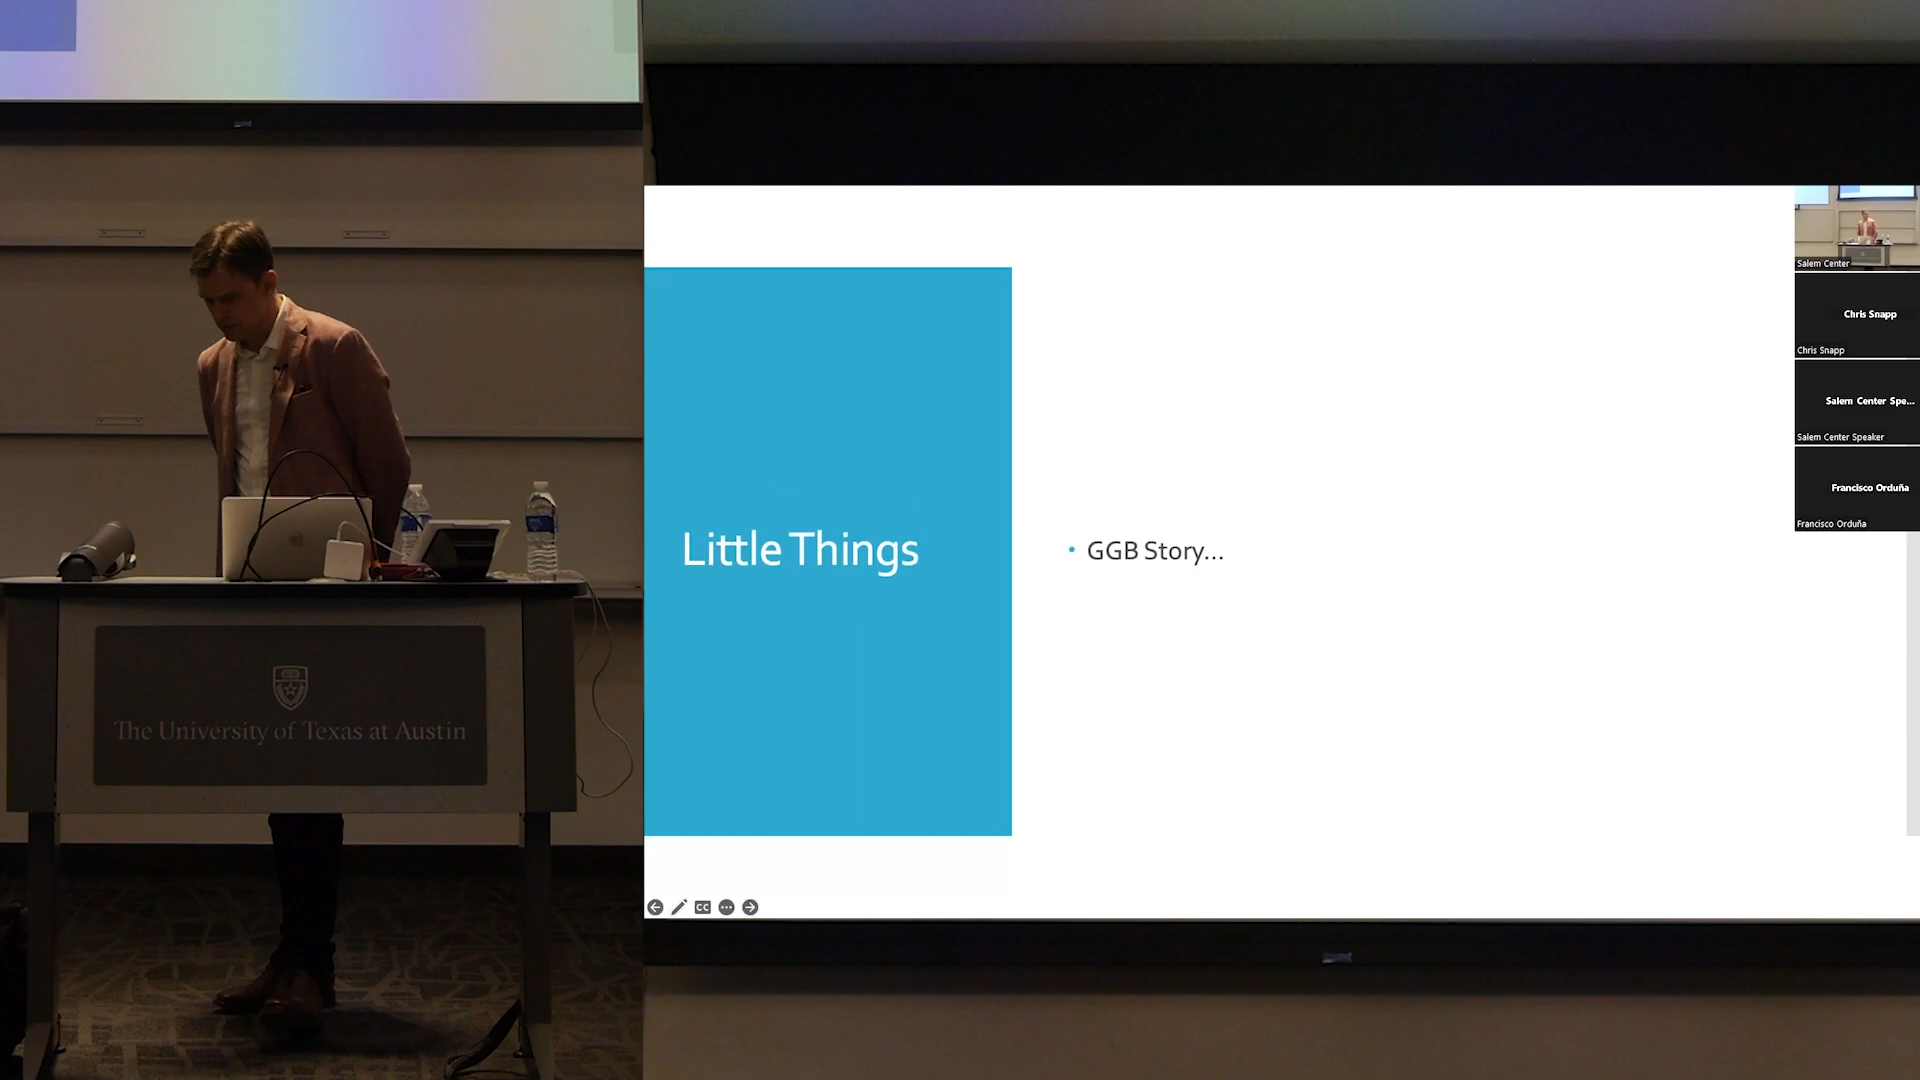 The University of Texas at Austin
Little Things
• GGB Story...
CC
Salem Center
Chris Snapp
Chris Snapp
Salem Center Spe...
Salem Center Speaker
Francisco Orduña
Francisco Orduña